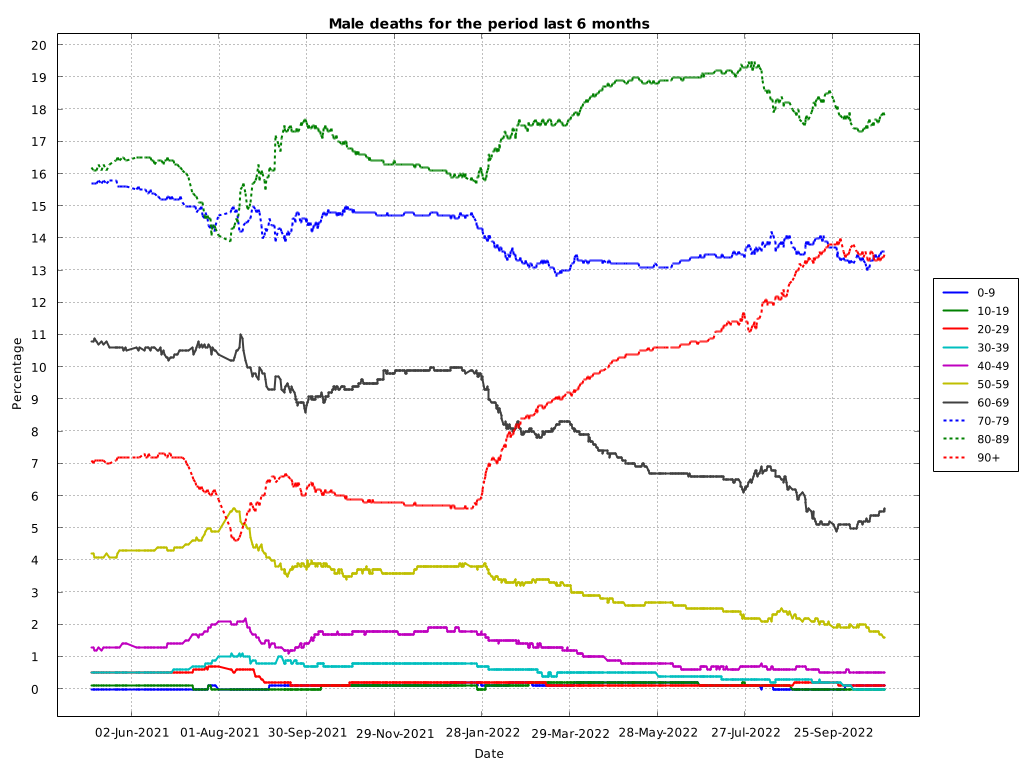 Male deaths for the period last 6 months
20
19
18
17
16
15
14
13
12
11
10
9
8
7
6
5
4
3
2
1
0
Percentage
02-Jun-2021
01-Aug-2021
30-Sep-2021
29-Nov-2021
28-Jan-2022
29-Mar-2022
28-May-2022
27-Jul-2022
25-Sep-2022
Date
0-9
10-19
20-29
30-39
40-49
50-59
60-69
70-79
80-89
90+